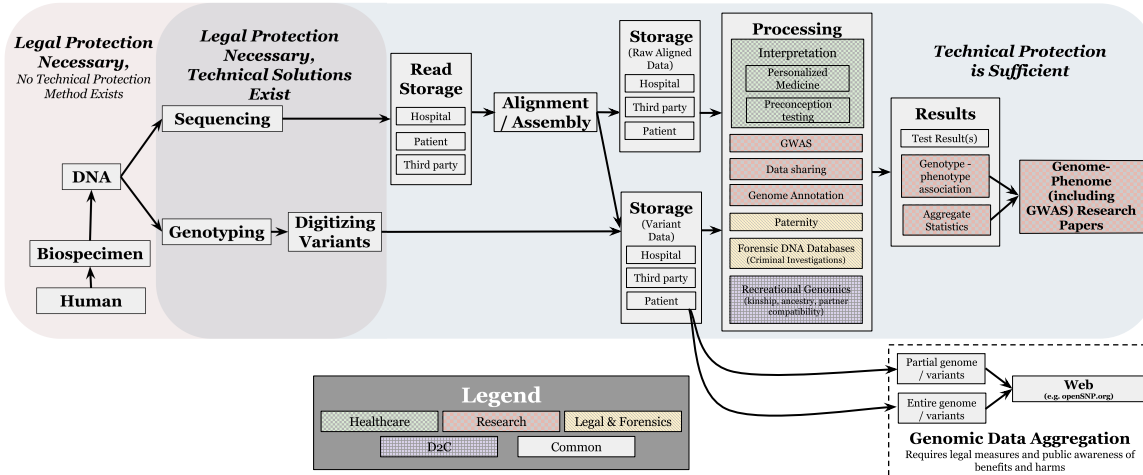 Legal Protection
Necessary,
No Technical Protection
Method Exists
Legal Protection
Necessary,
Technical Solutions
Exist
Technical Protection
is Sufficient
Human
Biospecimen
DNA
Sequencing
Genotyping
Digitizing
Variants
Read
Storage
Hospital
Patient
Third party
Alignment
/ Assembly
Storage
(Raw Aligned
Data)
Hospital
Third party
Patient
Storage
(Variant
Data)
Hospital
Third party
Patient
Processing
Interpretation
Personalized
Medicine
Preconception
testing
GWAS
Data sharing
Genome Annotation
Paternity
Forensic DNA Databases
(Criminal Investigations)
Recreational Genomics
(kinship, ancestry, partner
compatibility)
Results
Test Result(s)
Genotype -
phenotype
association
Aggregate
Statistics
Genome-
Phenome
(including
GWAS) Research
Papers
Partial genome
/ variants
Entire genome
/ variants
Web
(e.g. openSNP.org)
Genomic Data Aggregation
Requires legal measures and public awareness of
benefits and harms
Legend
Healthcare
Research
Legal & Forensics
D2C
Common